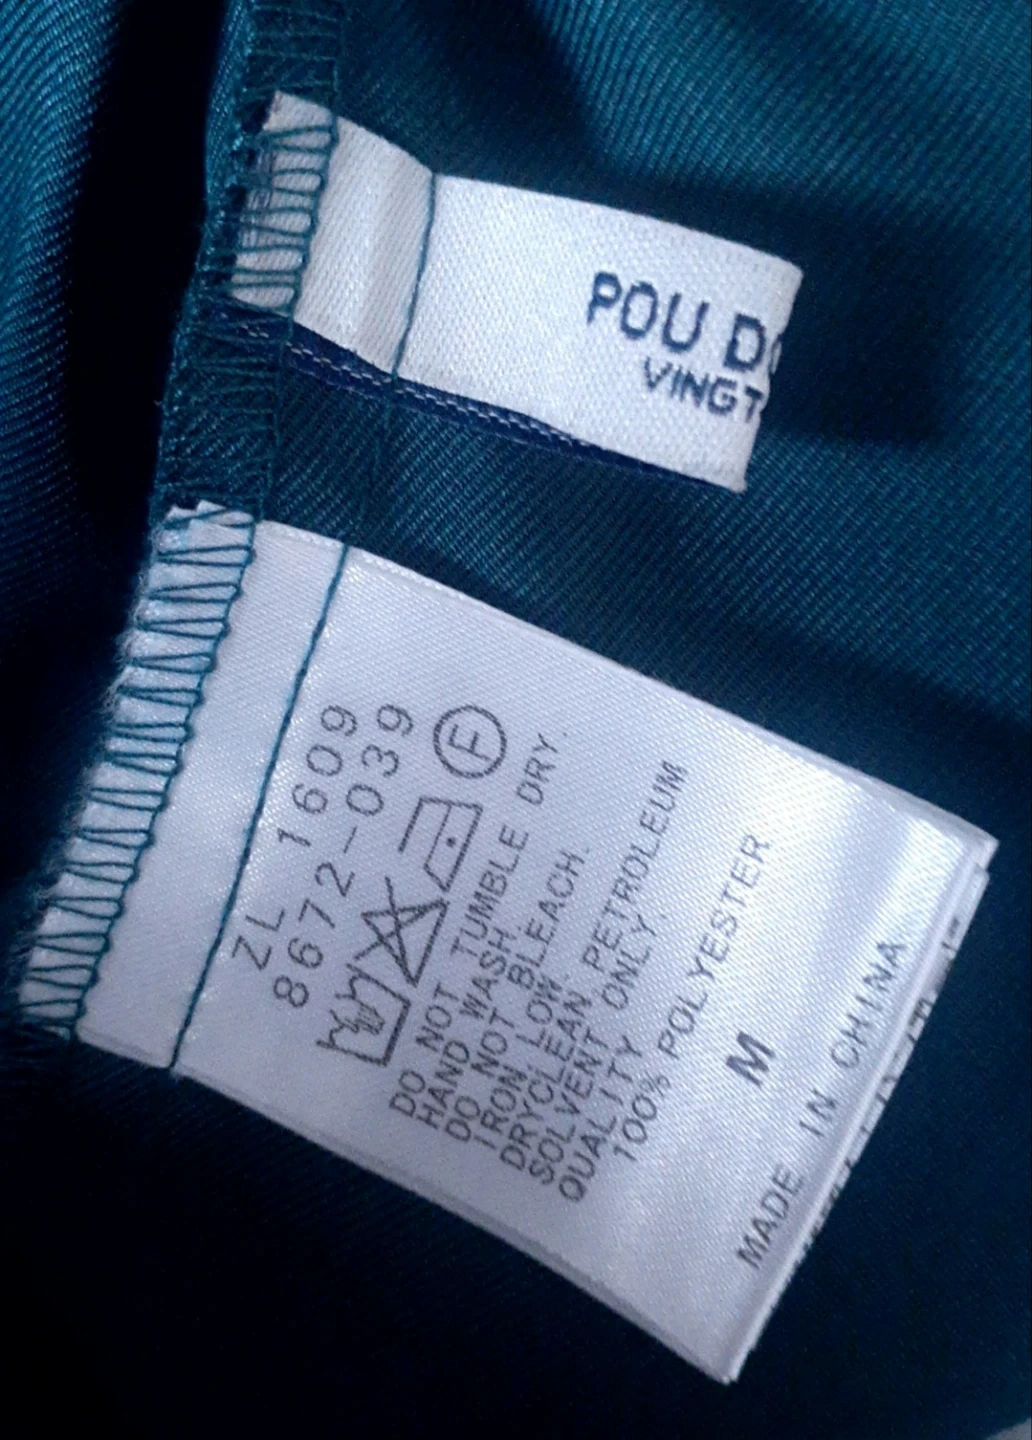 POU D
VINGT
ZL 1609
8672-039
F
DO NOT TUMBLE DRY.
HAND WASH.
DO NOT BLEACH.
IRON LOW.
DRYCLEAN PETROLEUM
SOLVENT ONLY.
QUALITY
100% POLYESTER
M
MADE IN CHINA